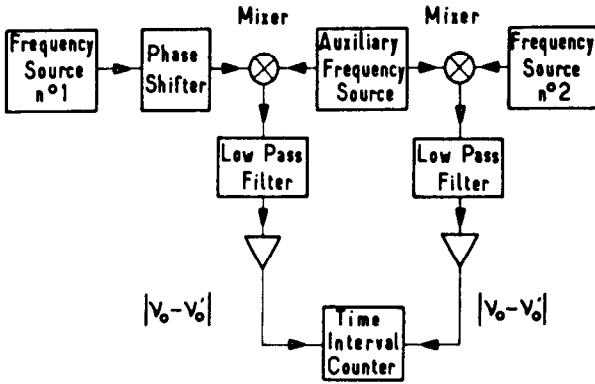 Mixer
Mixer
Frequency
Source
n°1
Phase
Shifter
Auxiliary
Frequency
Source
Frequency
Source
n°2
Low Pass
Filter
Low Pass
Filter
|ν₀-ν₀'|
|ν₀-ν₀'|
Time
Interval
Counter